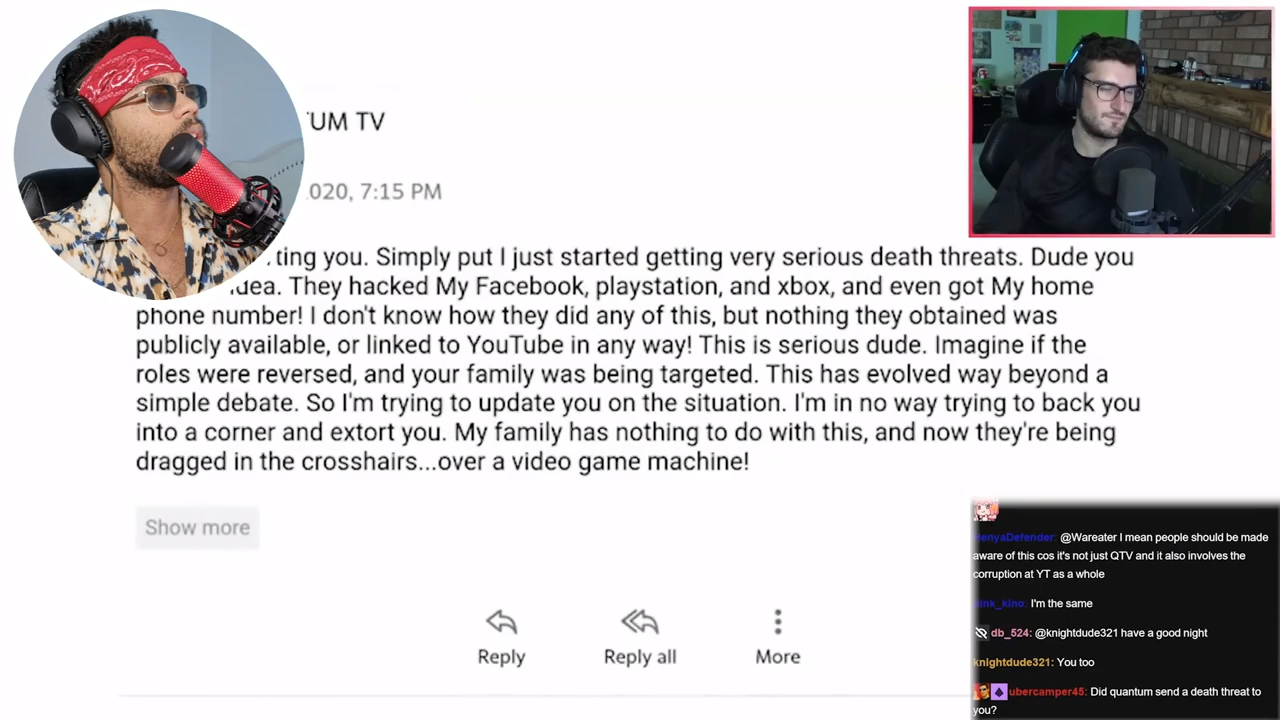 UM TV
020, 7:15 PM
ting you. Simply put I just started getting very serious death threats. Dude you
idea. They hacked My Facebook, playstation, and xbox, and even got My home
phone number! I don't know how they did any of this, but nothing they obtained was
publicly available, or linked to YouTube in any way! This is serious dude. Imagine if the
roles were reversed, and your family was being targeted. This has evolved way beyond a
simple debate. So I'm trying to update you on the situation. I'm in no way trying to back you
into a corner and extort you. My family has nothing to do with this, and now they're being
dragged in the crosshairs...over a video game machine!
Show more
Reply
Reply all
More
enyaDefender: @Wareater I mean people should be made
aware of this cos it's not just QTV and it also involves the
corruption at YT as a whole
ink_kino: I'm the same
db_524: @knightdude321 have a good night
knightdude321: You too
ubercamper45: Did quantum send a death threat to
you?